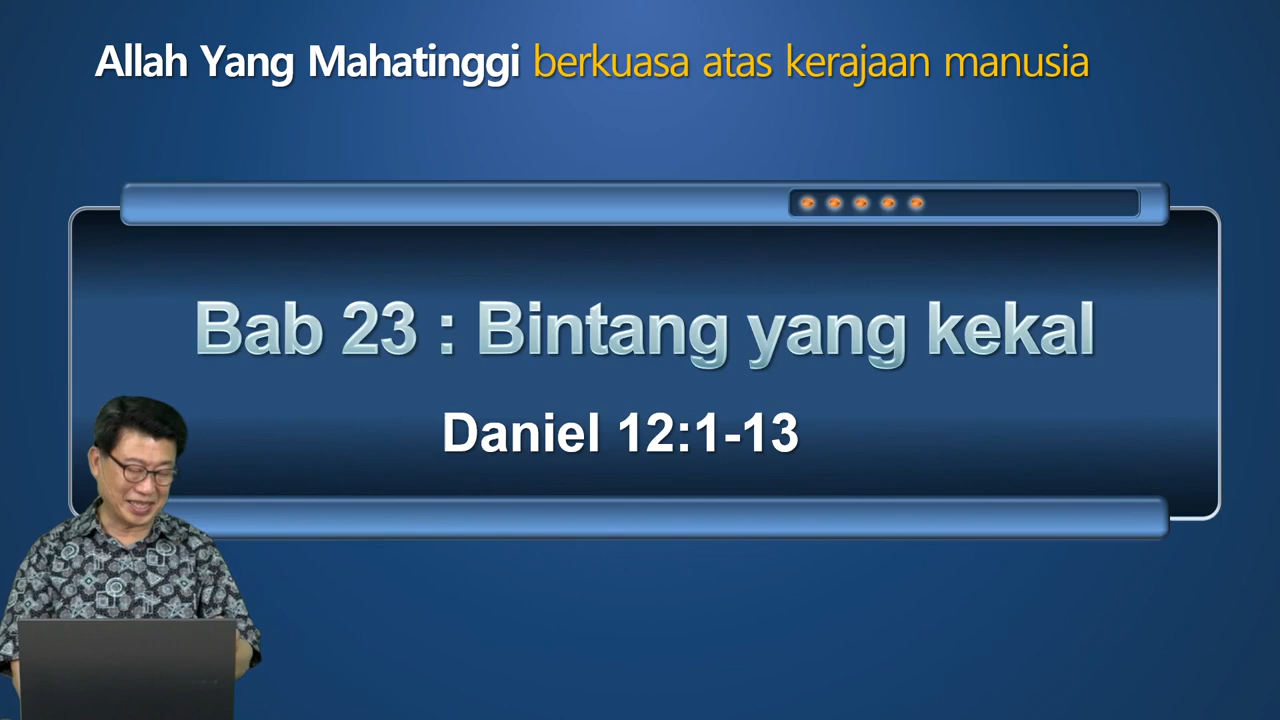 Allah Yang Mahatinggi berkuasa atas kerajaan manusia
Bab 23 : Bintang yang kekal
Daniel 12:1-13